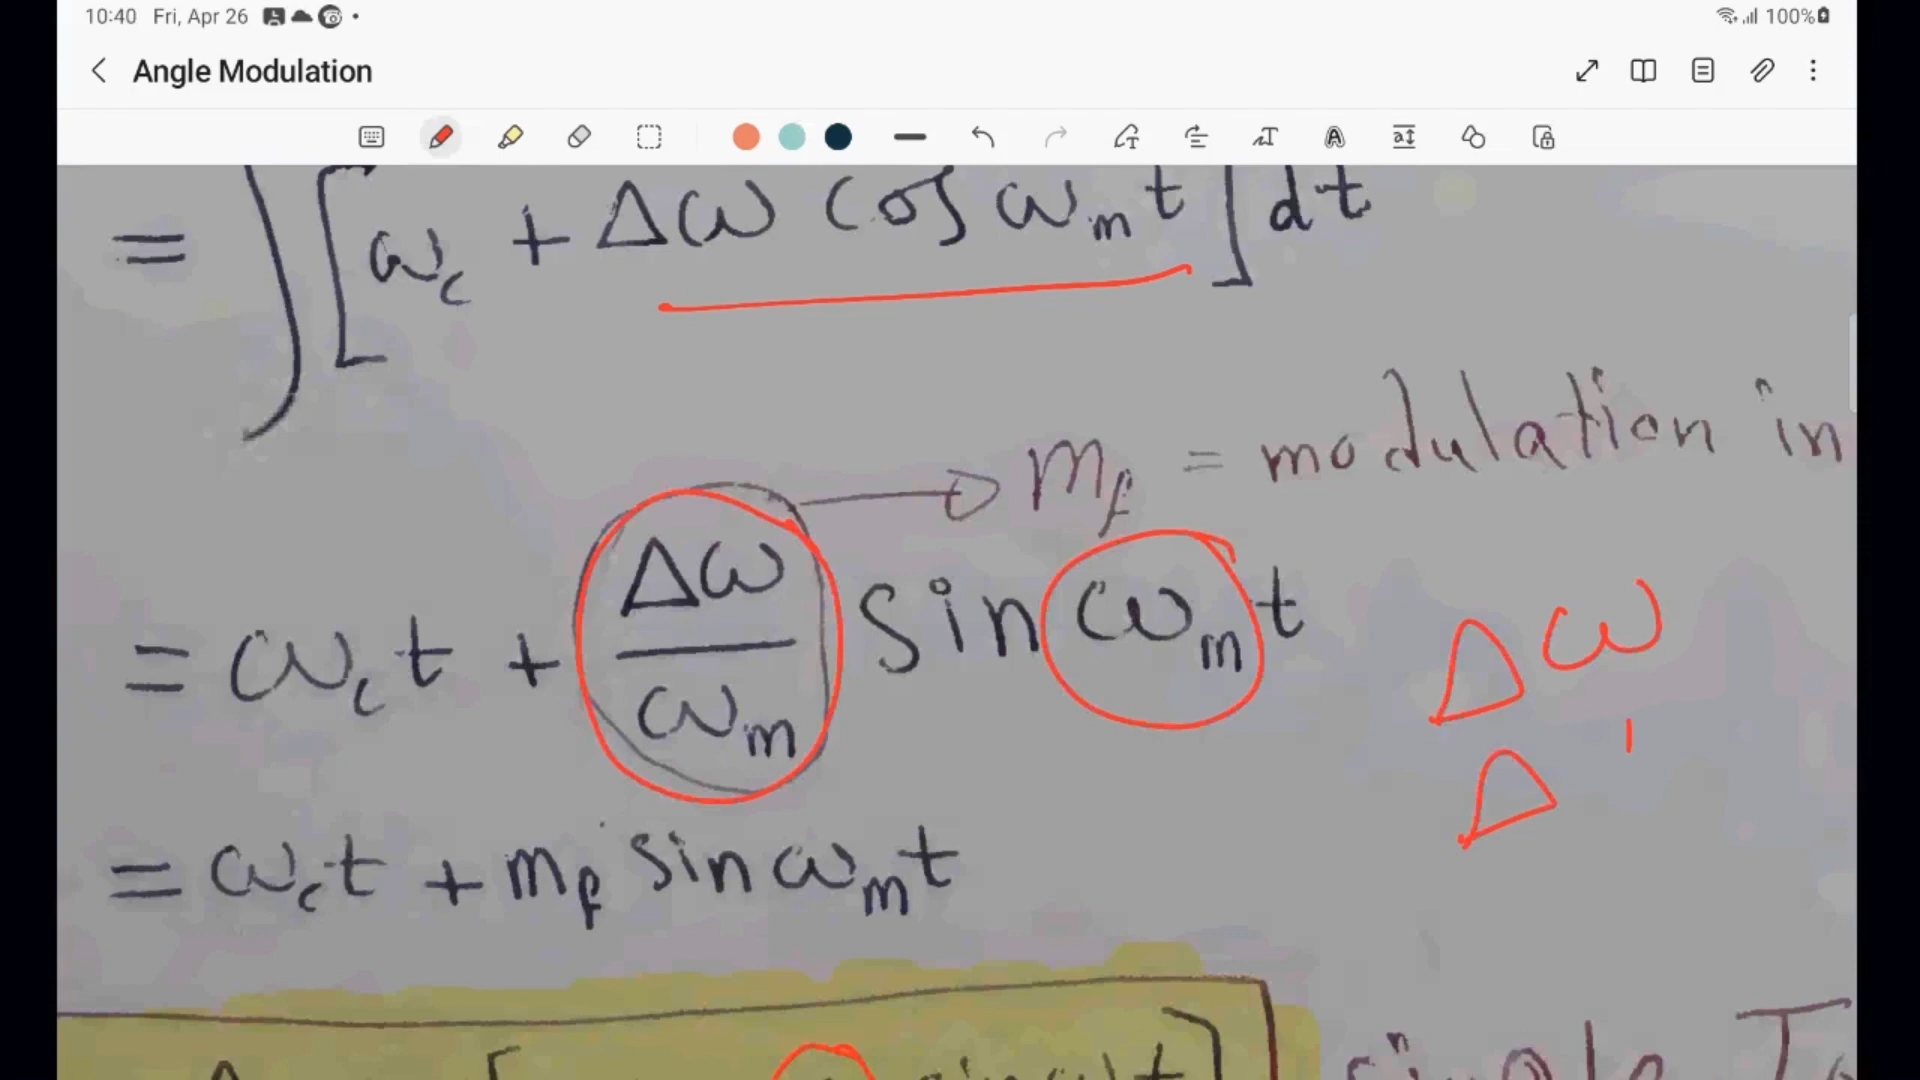 10:40 Fri, Apr 26
100%
Angle Modulation
= ∫ [ω_c + Δω cos ω_m t] dt
m_f = modulation in
= ω_c t + Δω/ω_m sin ω_m t
Δω
Δ
= ω_c t + m_f sin ω_m t